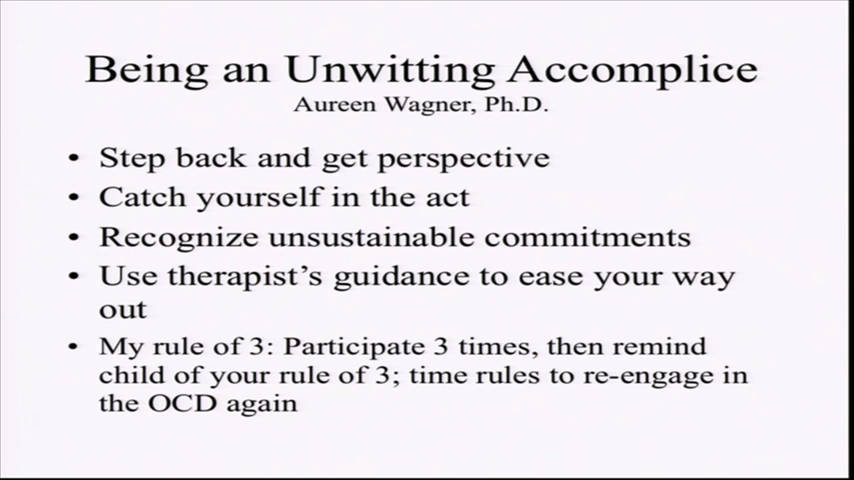 Being an Unwitting Accomplice
Aureen Wagner, Ph.D.
• Step back and get perspective
• Catch yourself in the act
• Recognize unsustainable commitments
• Use therapist's guidance to ease your way
out
• My rule of 3: Participate 3 times, then remind
child of your rule of 3; time rules to re-engage in
the OCD again